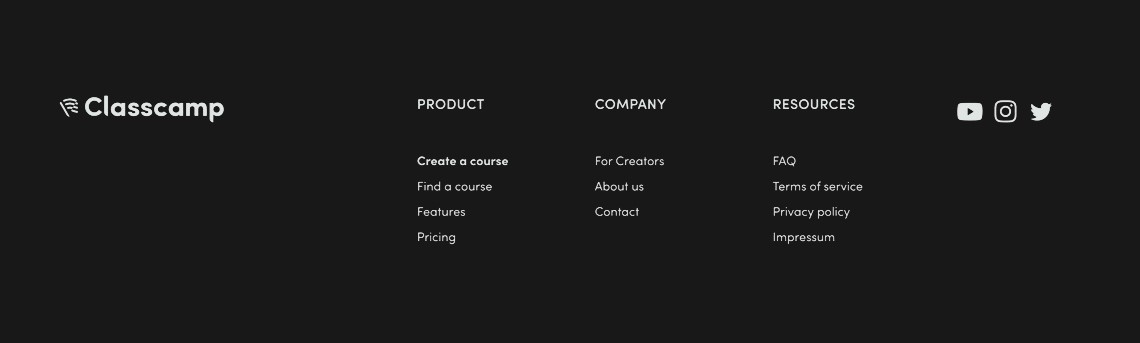 Classcamp
PRODUCT
Create a course
Find a course
Features
Pricing
COMPANY
For Creators
About us
Contact
RESOURCES
FAQ
Terms of service
Privacy policy
Impressum